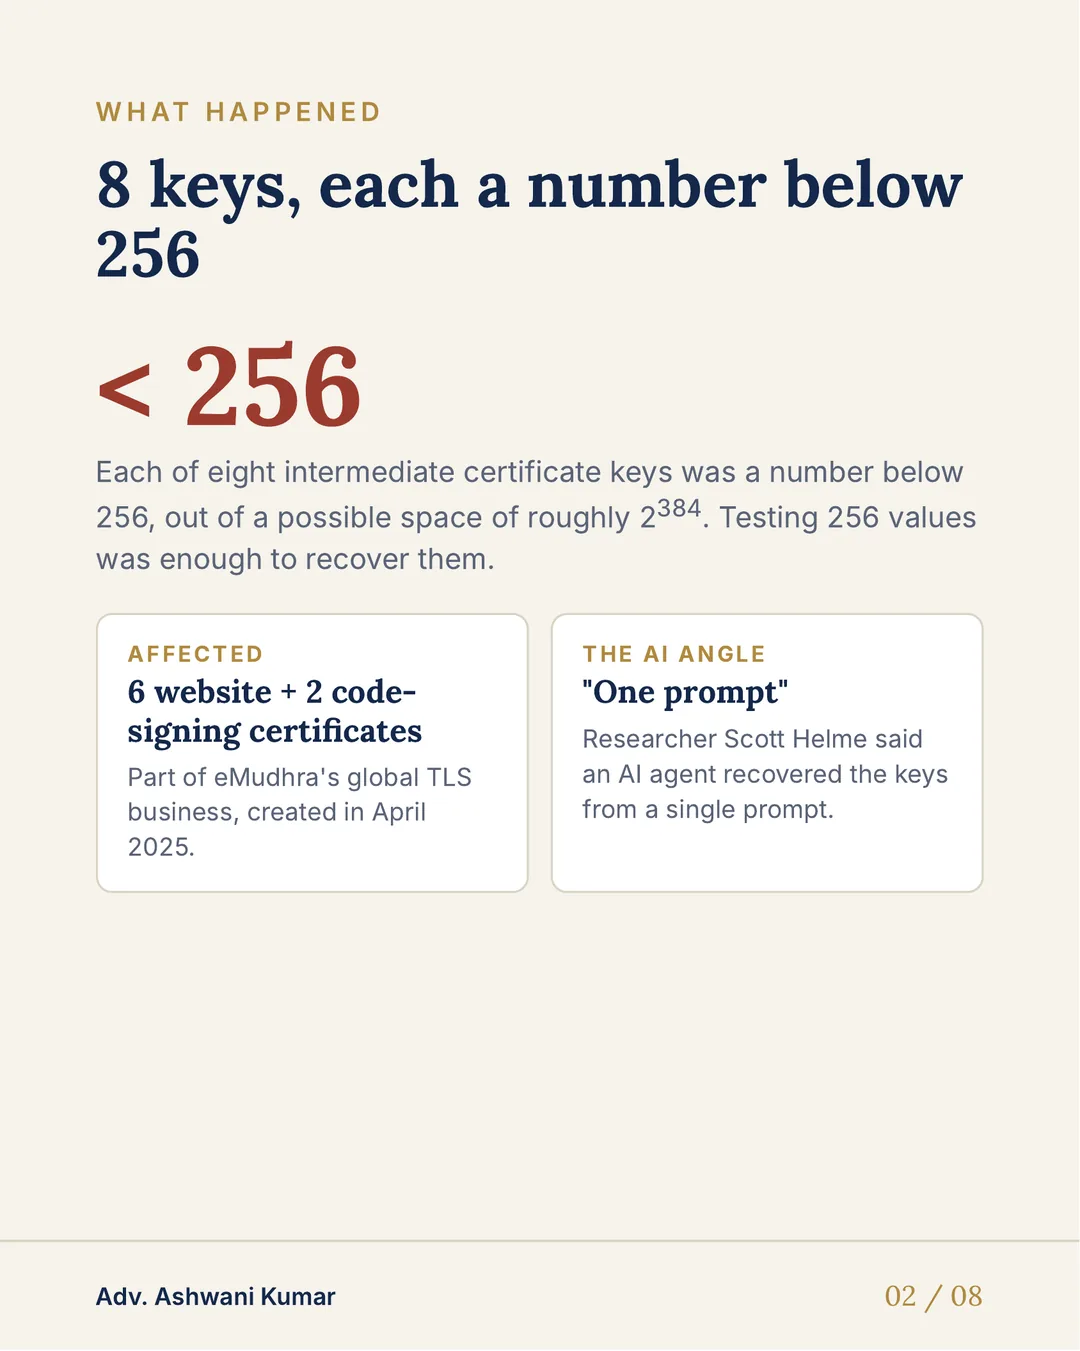 WHAT HAPPENED
8 keys, each a number below
256
< 256
Each of eight intermediate certificate keys was a number below
256, out of a possible space of roughly 2³⁸⁴. Testing 256 values
was enough to recover them.
AFFECTED
6 website + 2 code-
signing certificates
Part of eMudhra's global TLS
business, created in April
2025.
THE AI ANGLE
"One prompt"
Researcher Scott Helme said
an AI agent recovered the keys
from a single prompt.
Adv. Ashwani Kumar
02 / 08